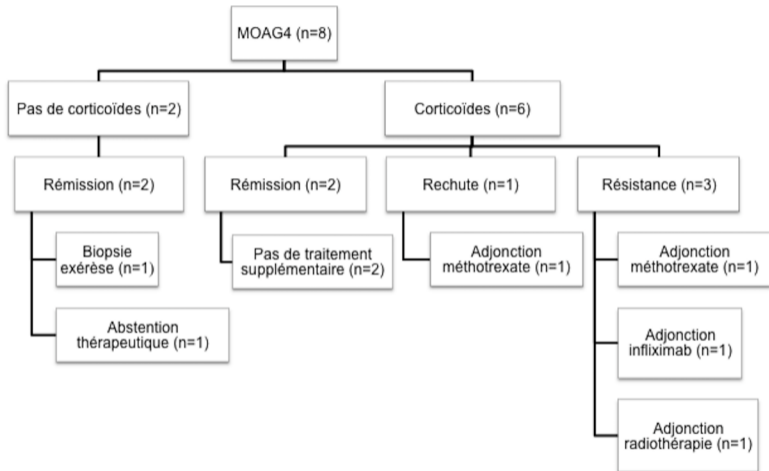 MOAG4 (n=8)
Pas de corticoïdes (n=2)
Corticoïdes (n=6)
Rémission (n=2)
Rémission (n=2)
Rechute (n=1)
Résistance (n=3)
Biopsie
exérèse (n=1)
Abstention
thérapeutique (n=1)
Pas de traitement
supplémentaire (n=2)
Adjonction
méthotrexate (n=1)
Adjonction
méthotrexate (n=1)
Adjonction
infliximab (n=1)
Adjonction
radiothérapie (n=1)